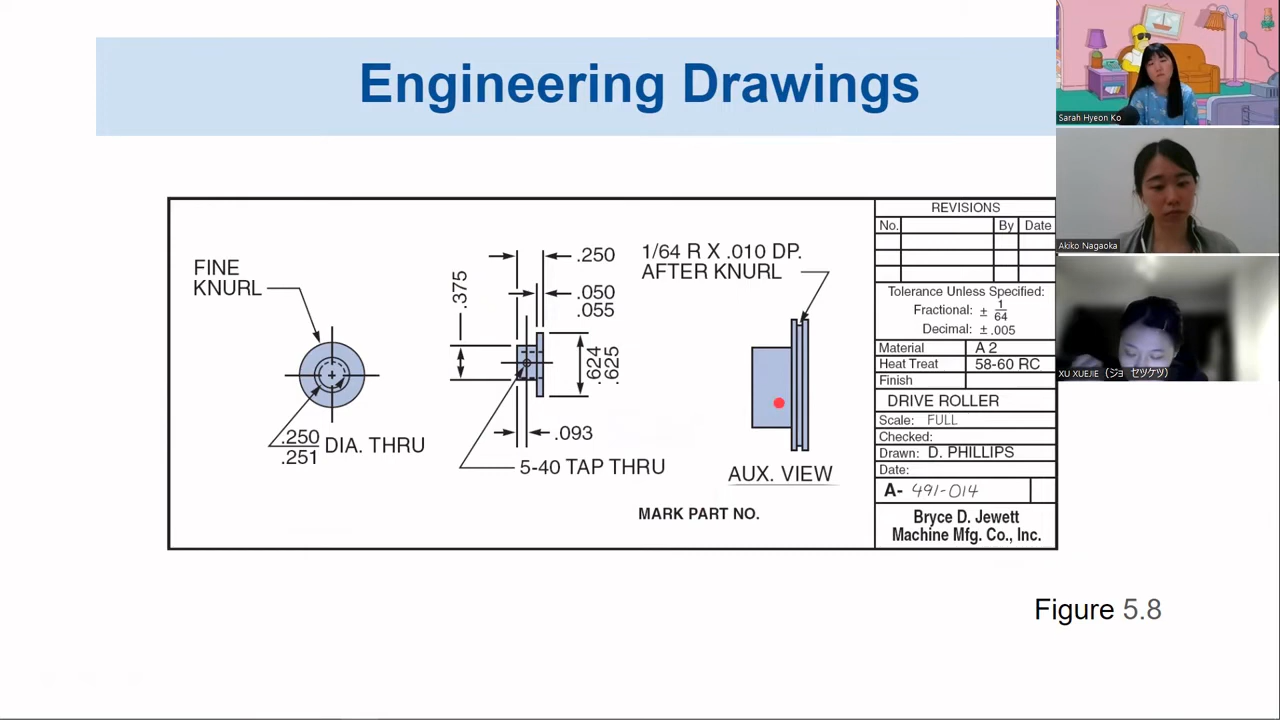 Engineering Drawings
FINE
KNURL
.250
.251
DIA. THRU
.375
.250
.050
.055
.624
.625
.093
5-40 TAP THRU
1/64 R X .010 DP.
AFTER KNURL
AUX. VIEW
MARK PART NO.
REVISIONS
No. By Date
Tolerance Unless Specified:
Fractional: ± 1/64
Decimal: ± .005
Material A 2
Heat Treat 58-60 RC
Finish
DRIVE ROLLER
Scale: FULL
Checked:
Drawn: D. PHILLIPS
Date:
A- 491-014
Bryce D. Jewett
Machine Mfg. Co., Inc.
Figure 5.8
Sarah Hyeon Ko
Akiko Nagaoka
XU XUEJIE（ジョ セツケツ）